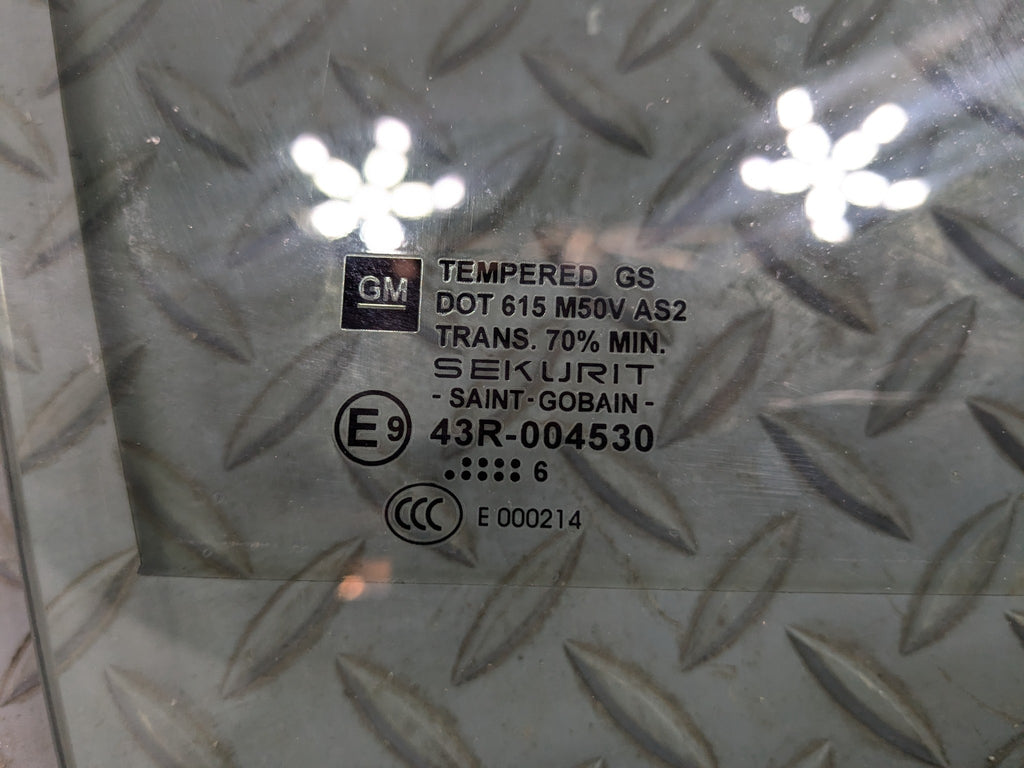 GM
TEMPERED GS
DOT 615 M50V AS2
TRANS. 70% MIN.
SEKURIT
- SAINT-GOBAIN -
E9 43R-004530
.:::: 6
CCC E 000214